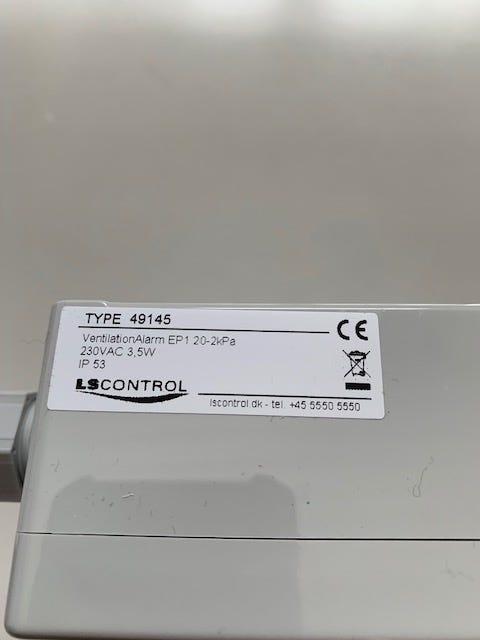 TYPE 49145
VentilationAlarm EP1 20-2kPa
230VAC 3,5W
IP 53
CE
LSCONTROL
lscontrol.dk - tel. +45 5550 5550